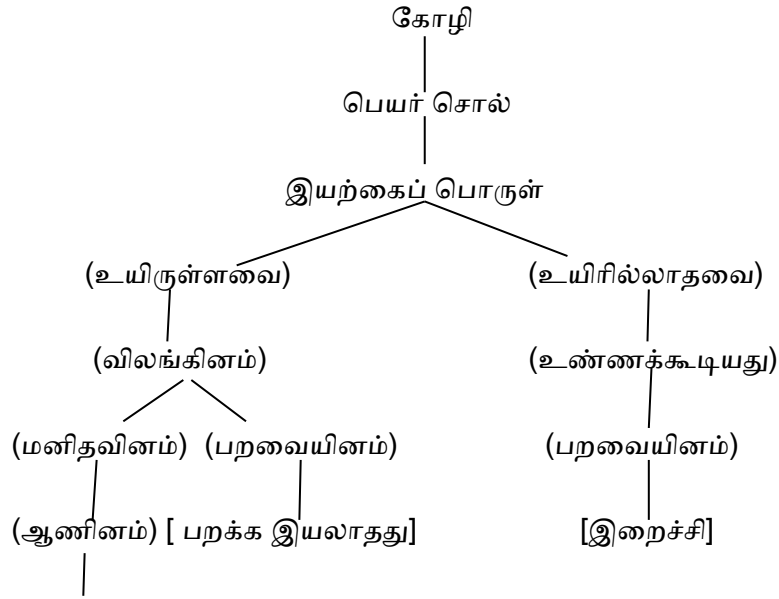 கோழி
பெயர் சொல்
இயற்கைப் பொருள்
(உயிருள்ளவை) (உயிரில்லாதவை)
(விலங்கினம்) (உண்ணக்கூடியது)
(மனிதவினம்) (பறவையினம்) (பறவையினம்)
(ஆணினம்) [ பறக்க இயலாதது] [இறைச்சி]